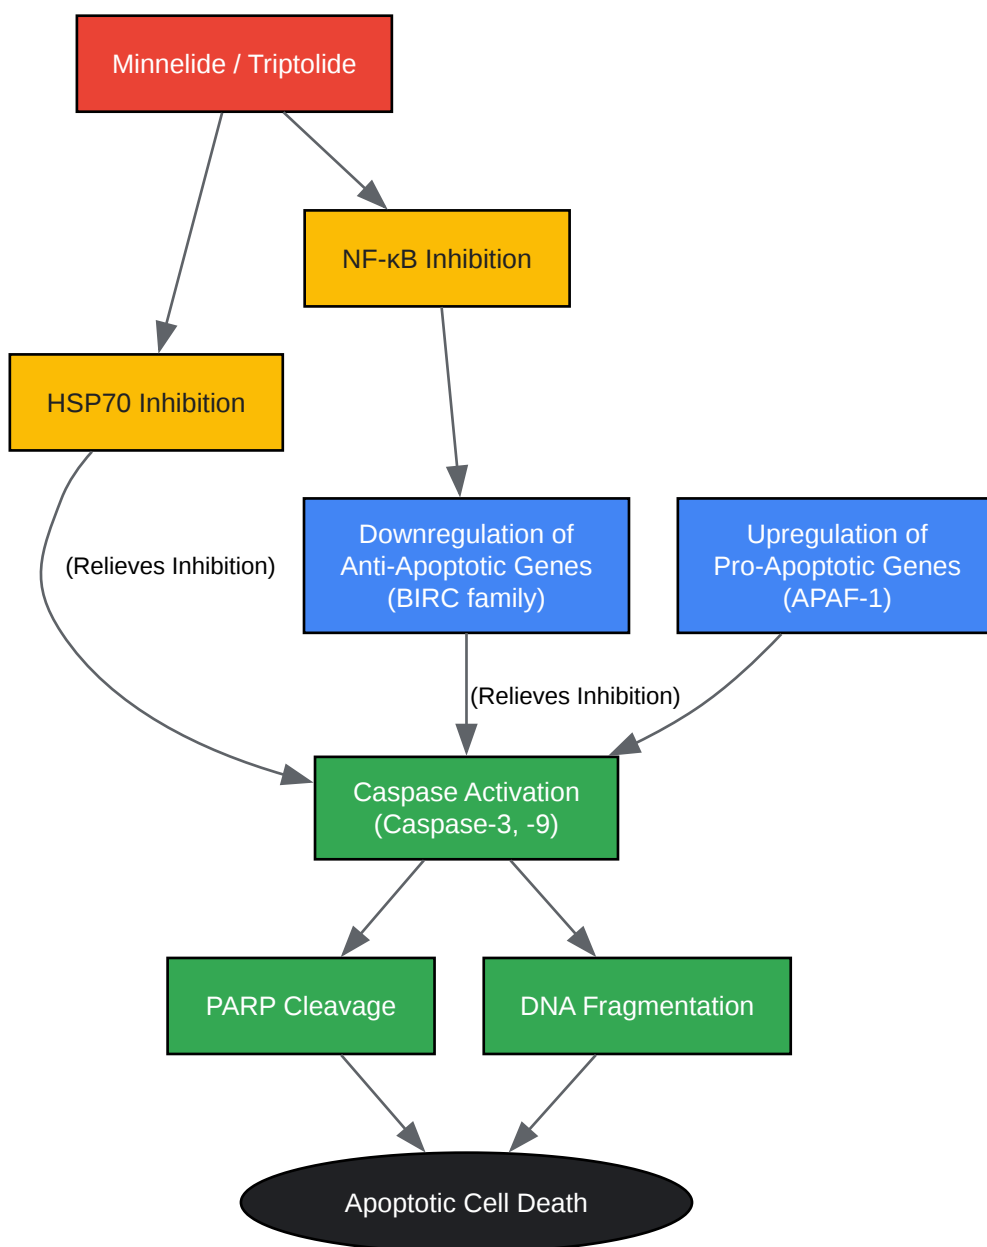 Minnelide / Triptolide
NF-κB Inhibition
HSP70 Inhibition
Downregulation of
Anti-Apoptotic Genes
(BIRC family)
Upregulation of
Pro-Apoptotic Genes
(APAF-1)
(Relieves Inhibition)
(Relieves Inhibition)
Caspase Activation
(Caspase-3, -9)
PARP Cleavage
DNA Fragmentation
Apoptotic Cell Death